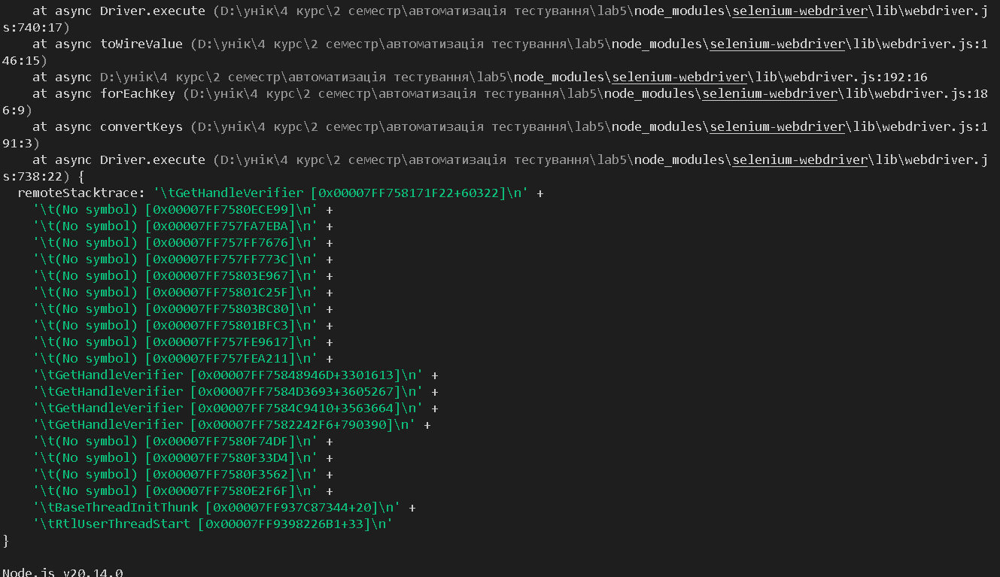 at async Driver.execute (D:\унік\4 курс\2 семестр\автоматизація тестування\lab5\node_modules\selenium-webdriver\lib\webdriver.j
s:740:17)
    at async toWireValue (D:\унік\4 курс\2 семестр\автоматизація тестування\lab5\node_modules\selenium-webdriver\lib\webdriver.js:1
46:15)
    at async D:\унік\4 курс\2 семестр\автоматизація тестування\lab5\node_modules\selenium-webdriver\lib\webdriver.js:192:16
    at async forEachKey (D:\унік\4 курс\2 семестр\автоматизація тестування\lab5\node_modules\selenium-webdriver\lib\webdriver.js:18
6:9)
    at async convertKeys (D:\унік\4 курс\2 семестр\автоматизація тестування\lab5\node_modules\selenium-webdriver\lib\webdriver.js:1
91:3)
    at async Driver.execute (D:\унік\4 курс\2 семестр\автоматизація тестування\lab5\node_modules\selenium-webdriver\lib\webdriver.j
s:738:22) {
  remoteStacktrace: '\tGetHandleVerifier [0x00007FF758171F22+60322]\n' +
    '\t(No symbol) [0x00007FF7580ECE99]\n' +
    '\t(No symbol) [0x00007FF757FA7EBA]\n' +
    '\t(No symbol) [0x00007FF757FF7676]\n' +
    '\t(No symbol) [0x00007FF757FF773C]\n' +
    '\t(No symbol) [0x00007FF75803E967]\n' +
    '\t(No symbol) [0x00007FF75801C25F]\n' +
    '\t(No symbol) [0x00007FF75803BC80]\n' +
    '\t(No symbol) [0x00007FF75801BFC3]\n' +
    '\t(No symbol) [0x00007FF757FE9617]\n' +
    '\t(No symbol) [0x00007FF757FEA211]\n' +
    '\tGetHandleVerifier [0x00007FF75848946D+3301613]\n' +
    '\tGetHandleVerifier [0x00007FF7584D3693+3605267]\n' +
    '\tGetHandleVerifier [0x00007FF7584C9410+3563664]\n' +
    '\tGetHandleVerifier [0x00007FF7582242F6+790390]\n' +
    '\t(No symbol) [0x00007FF7580F74DF]\n' +
    '\t(No symbol) [0x00007FF7580F33D4]\n' +
    '\t(No symbol) [0x00007FF7580F3562]\n' +
    '\t(No symbol) [0x00007FF7580E2F6F]\n' +
    '\tBaseThreadInitThunk [0x00007FF937C87344+20]\n' +
    '\tRtlUserThreadStart [0x00007FF9398226B1+33]\n'
}
Node.js v20.14.0